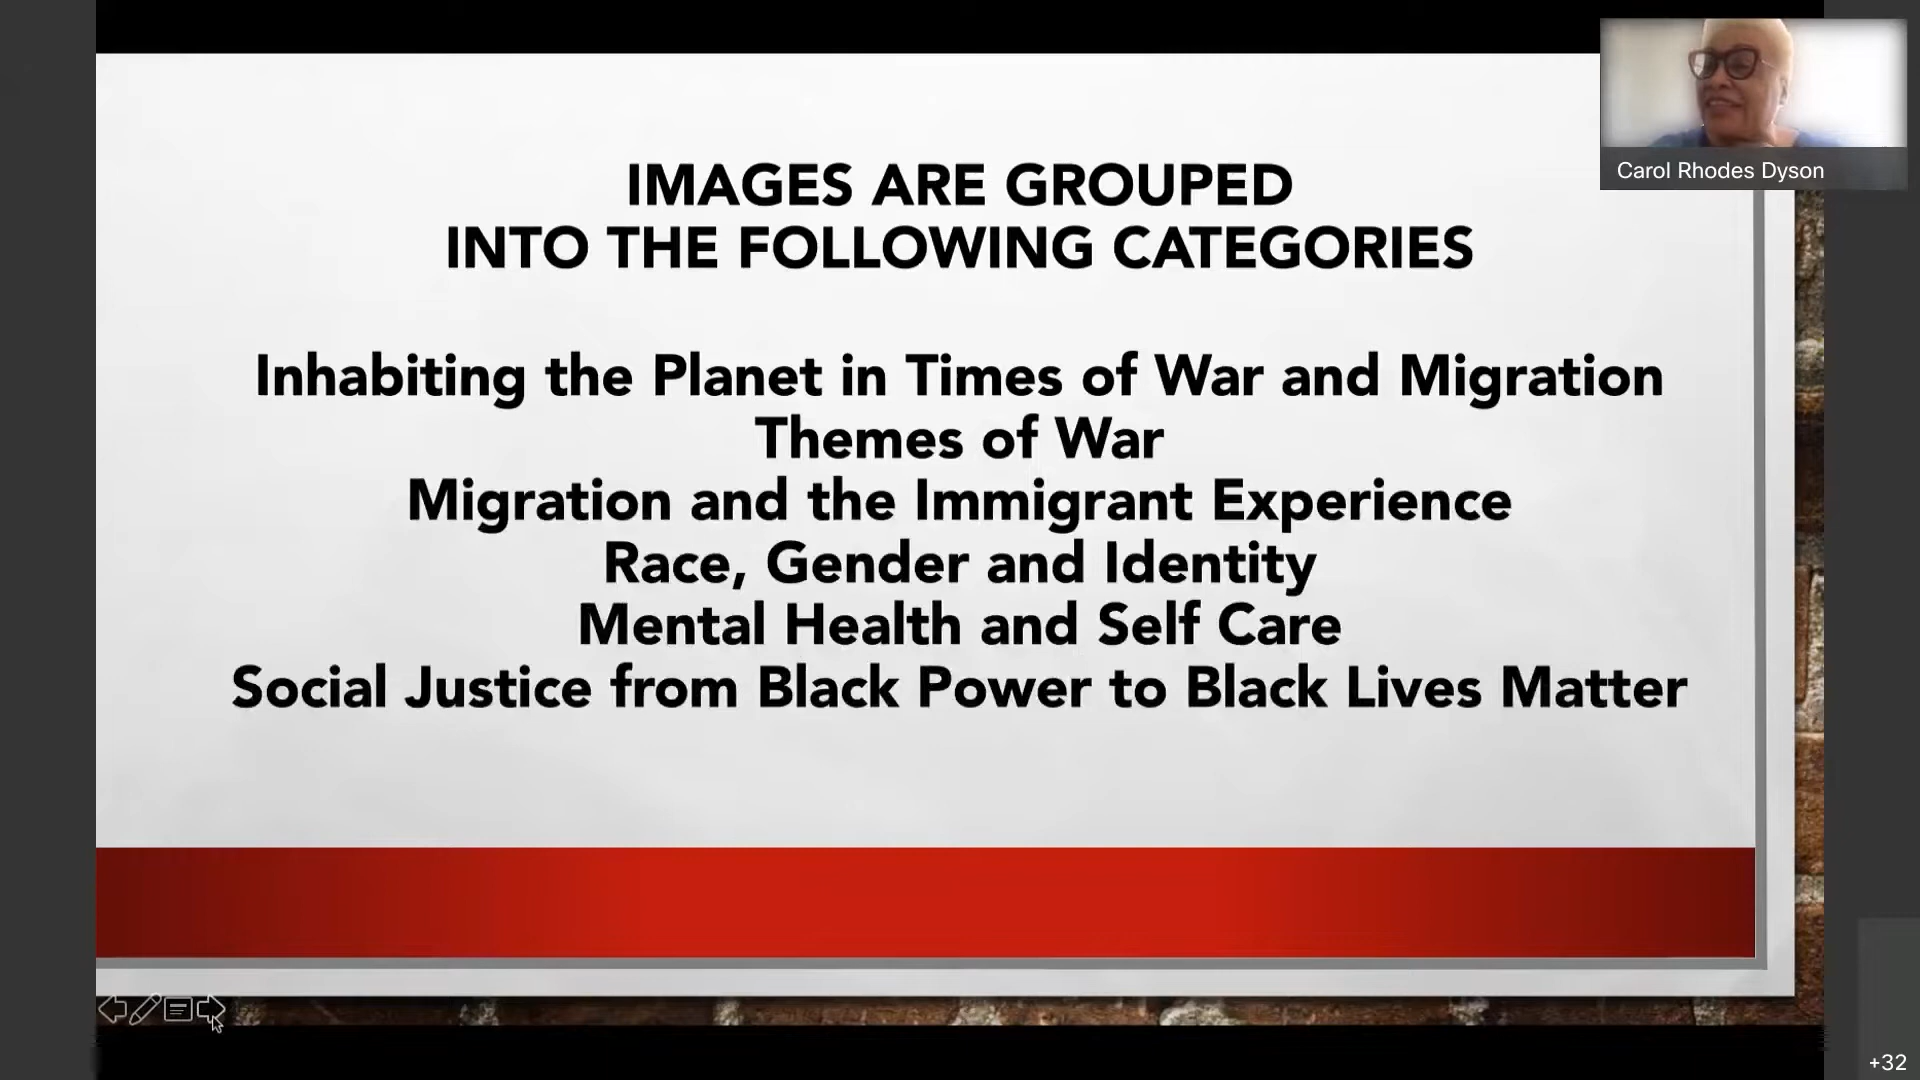 Carol Rhodes Dyson
IMAGES ARE GROUPED
INTO THE FOLLOWING CATEGORIES
Inhabiting the Planet in Times of War and Migration
Themes of War
Migration and the Immigrant Experience
Race, Gender and Identity
Mental Health and Self Care
Social Justice from Black Power to Black Lives Matter
+32